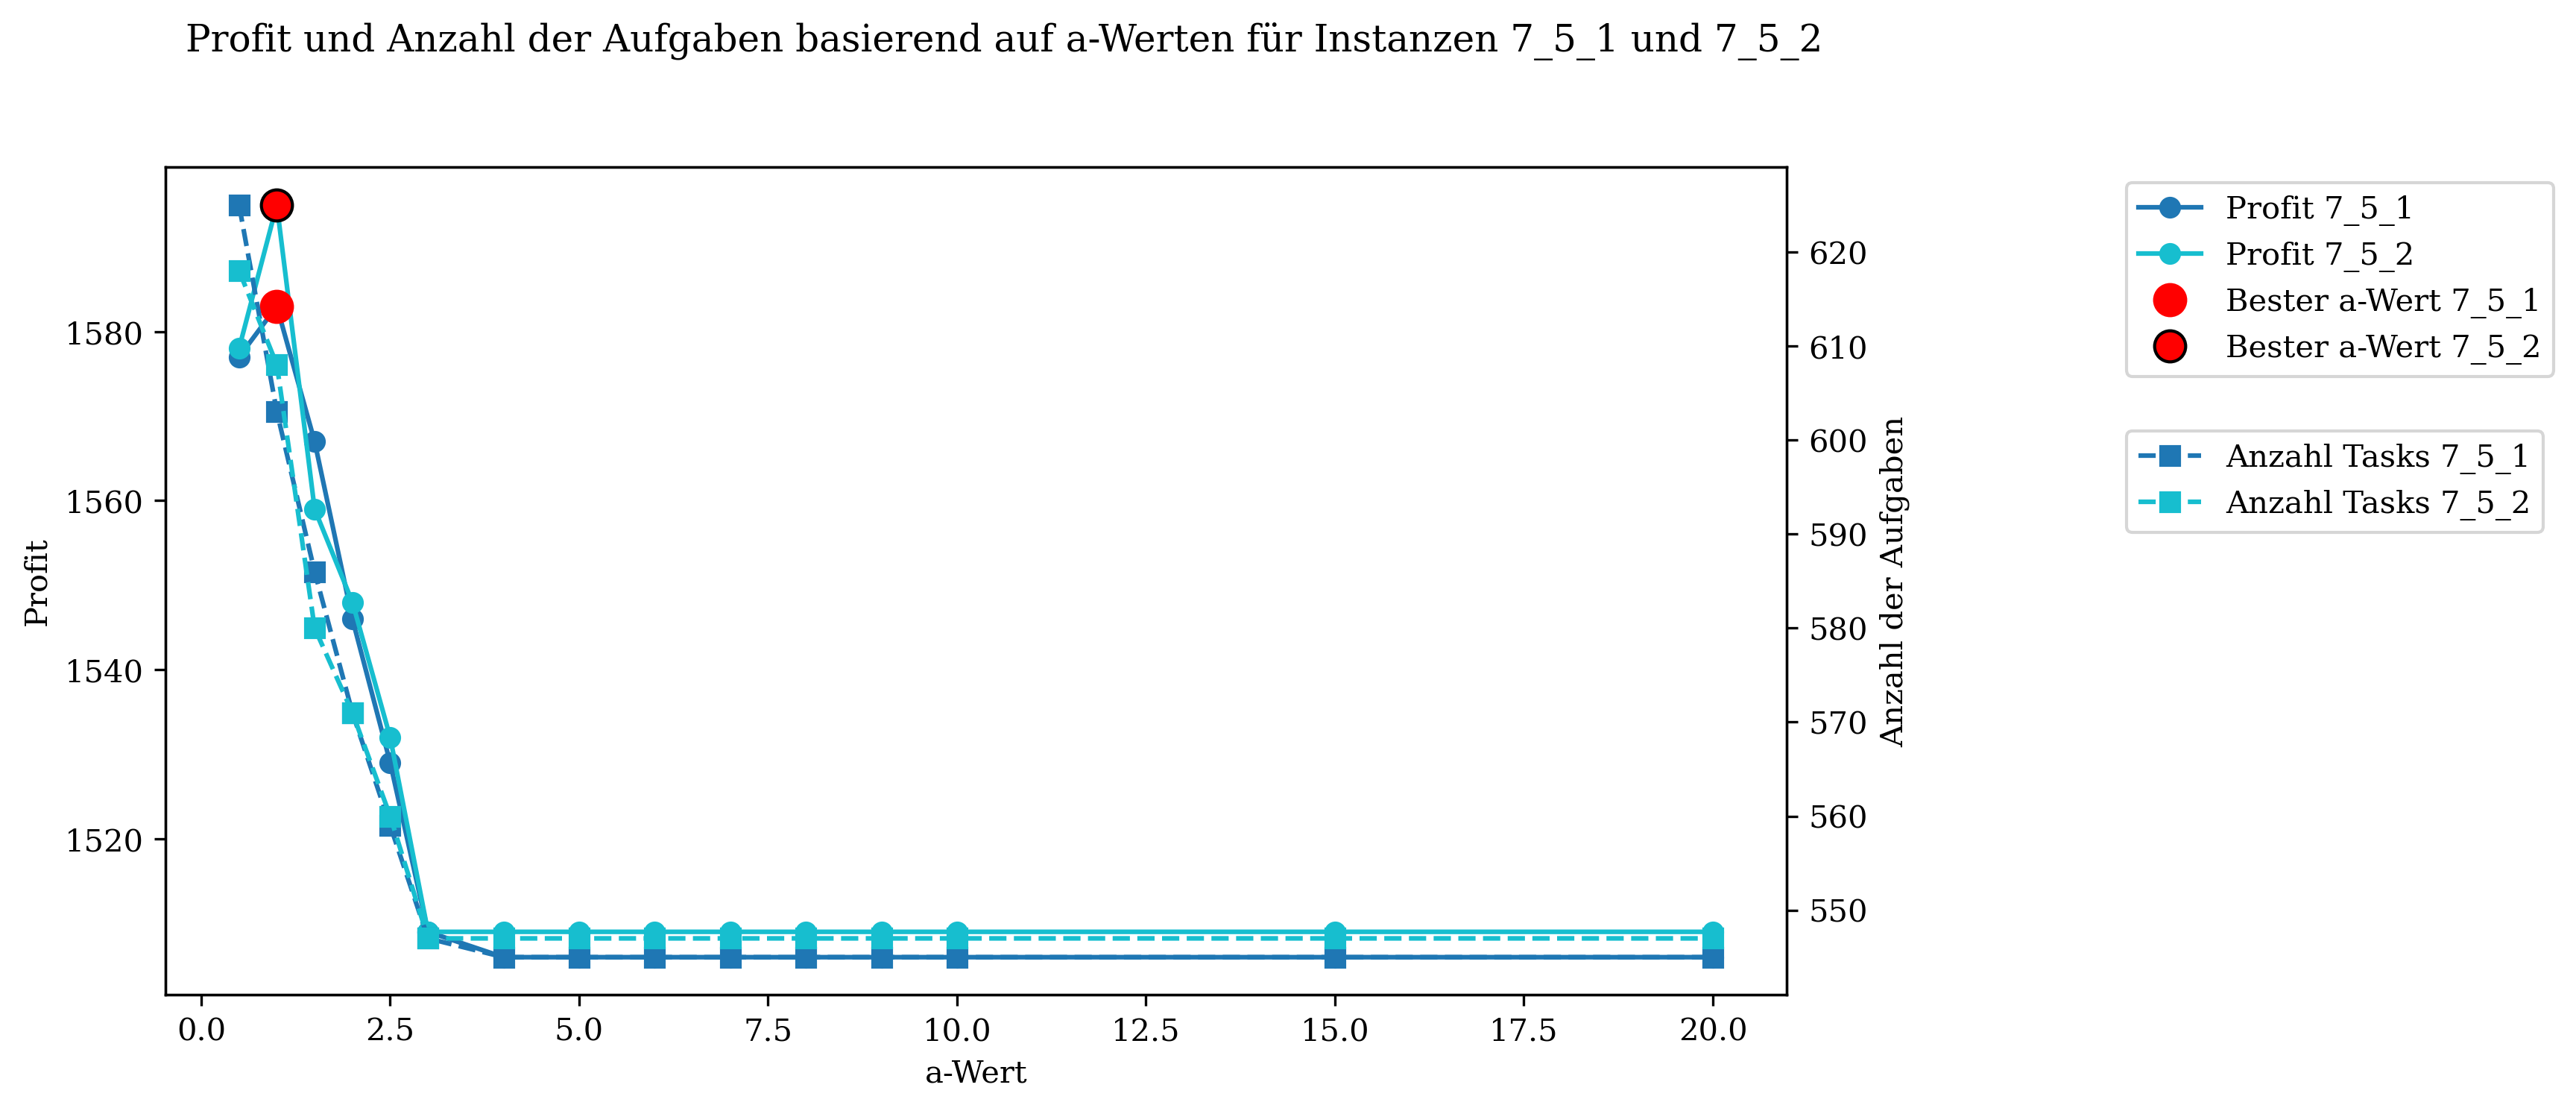 Profit und Anzahl der Aufgaben basierend auf a-Werten für Instanzen 7_5_1 und 7_5_2
Profit
1580
1560
1540
1520
0.0 2.5 5.0 7.5 10.0 12.5 15.0 17.5 20.0
a-Wert
620
610
600
590
580
570
560
550
Anzahl der Aufgaben
Profit 7_5_1
Profit 7_5_2
Bester a-Wert 7_5_1
Bester a-Wert 7_5_2
Anzahl Tasks 7_5_1
Anzahl Tasks 7_5_2